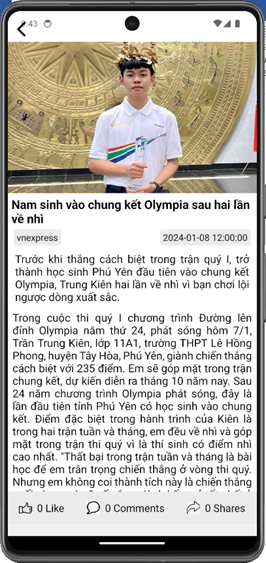 9:43
Nam sinh vào chung kết Olympia sau hai lần
về nhì
vnexpress
2024-01-08 12:00:00
Trước khi thắng cách biệt trong trận quý I, trở
thành học sinh Phú Yên đầu tiên vào chung kết
Olympia, Trung Kiên hai lần về nhì vì bạn chơi lội
ngược dòng xuất sắc.
Trong cuộc thi quý I chương trình Đường lên
đỉnh Olympia năm thứ 24, phát sóng hôm 7/1,
Trần Trung Kiên, lớp 11A1, trường THPT Lê Hồng
Phong, huyện Tây Hòa, Phú Yên, giành chiến thắng
cách biệt với 235 điểm. Em sẽ góp mặt trong trận
chung kết, dự kiến diễn ra tháng 10 năm nay. Sau
24 năm chương trình Olympia phát sóng, đây là
lần đầu tiên tỉnh Phú Yên có học sinh vào chung
kết. Điểm đặc biệt trong hành trình của Kiên là
trong hai trận tuần và tháng, em đều về nhì và góp
mặt trong trận thi quý vì là thí sinh có điểm nhì
cao nhất. "Thất bại trong trận tuần và tháng là bài
học để em trân trọng chiến thắng ở vòng thi quý.
Nhưng em không coi thành tích này là chiến thắng
0 Like
0 Comments
0 Shares